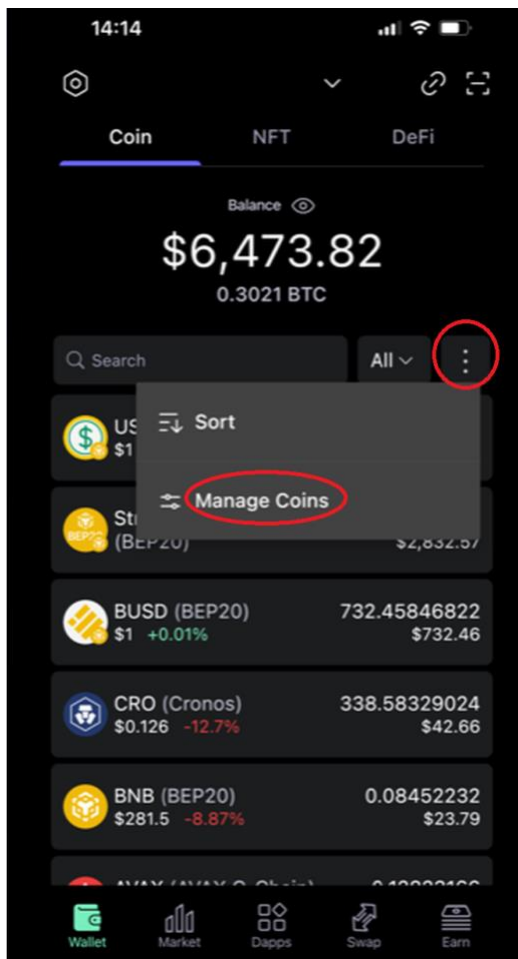 14:14
Coin NFT DeFi
Balance
$6,473.82
0.3021 BTC
Search All
Sort
Manage Coins
$1
(BEP20) $2,832.57
BUSD (BEP20) 732.45846822
$1 +0.01% $732.46
CRO (Cronos) 338.58329024
$0.126 -12.7% $42.66
BNB (BEP20) 0.08452232
$281.5 -8.87% $23.79
Wallet Market Dapps Swap Earn